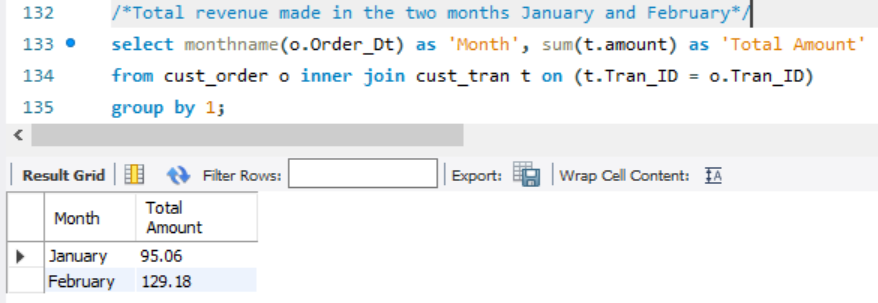 132 /*Total revenue made in the two months January and February*/
133 select monthname(o.Order_Dt) as 'Month', sum(t.amount) as 'Total Amount'
134 from cust_order o inner join cust_tran t on (t.Tran_ID = o.Tran_ID)
135 group by 1;
Result Grid Filter Rows: Export: Wrap Cell Content: IA
Month Total Amount
January 95.06
February 129.18